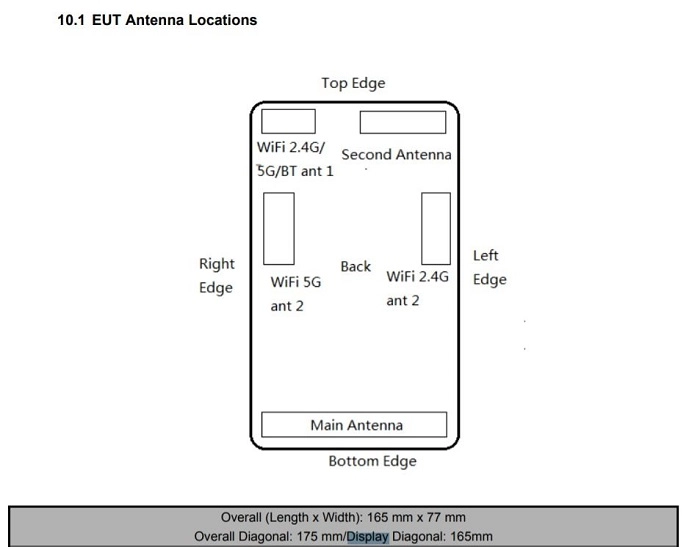 10.1 EUT Antenna Locations
Top Edge
WiFi 2.4G/
5G/BT ant 1
Second Antenna
Right
Edge
WiFi 5G
ant 2
Back
WiFi 2.4G
ant 2
Left
Edge
Main Antenna
Bottom Edge
Overall (Length x Width): 165 mm x 77 mm
Overall Diagonal: 175 mm/Display Diagonal: 165mm